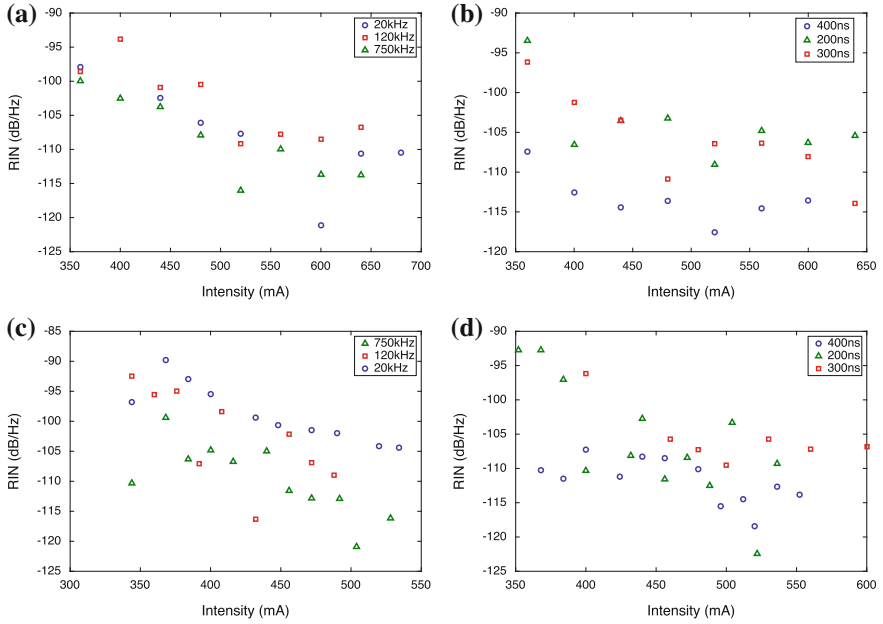 (a)
20kHz
120kHz
750kHz
RIN (dB/Hz)
-90
-95
-100
-105
-110
-115
-120
-125
350 400 450 500 550 600 650 700
Intensity (mA)
(b)
400ns
200ns
300ns
RIN (dB/Hz)
-90
-95
-100
-105
-110
-115
-120
350 400 450 500 550 600 650
Intensity (mA)
(c)
750kHz
120kHz
20kHz
RIN (dB/Hz)
-85
-90
-95
-100
-105
-110
-115
-120
-125
300 350 400 450 500 550
Intensity (mA)
(d)
400ns
200ns
300ns
RIN (dB/Hz)
-90
-95
-100
-105
-110
-115
-120
-125
350 400 450 500 560 600
Intensity (mA)